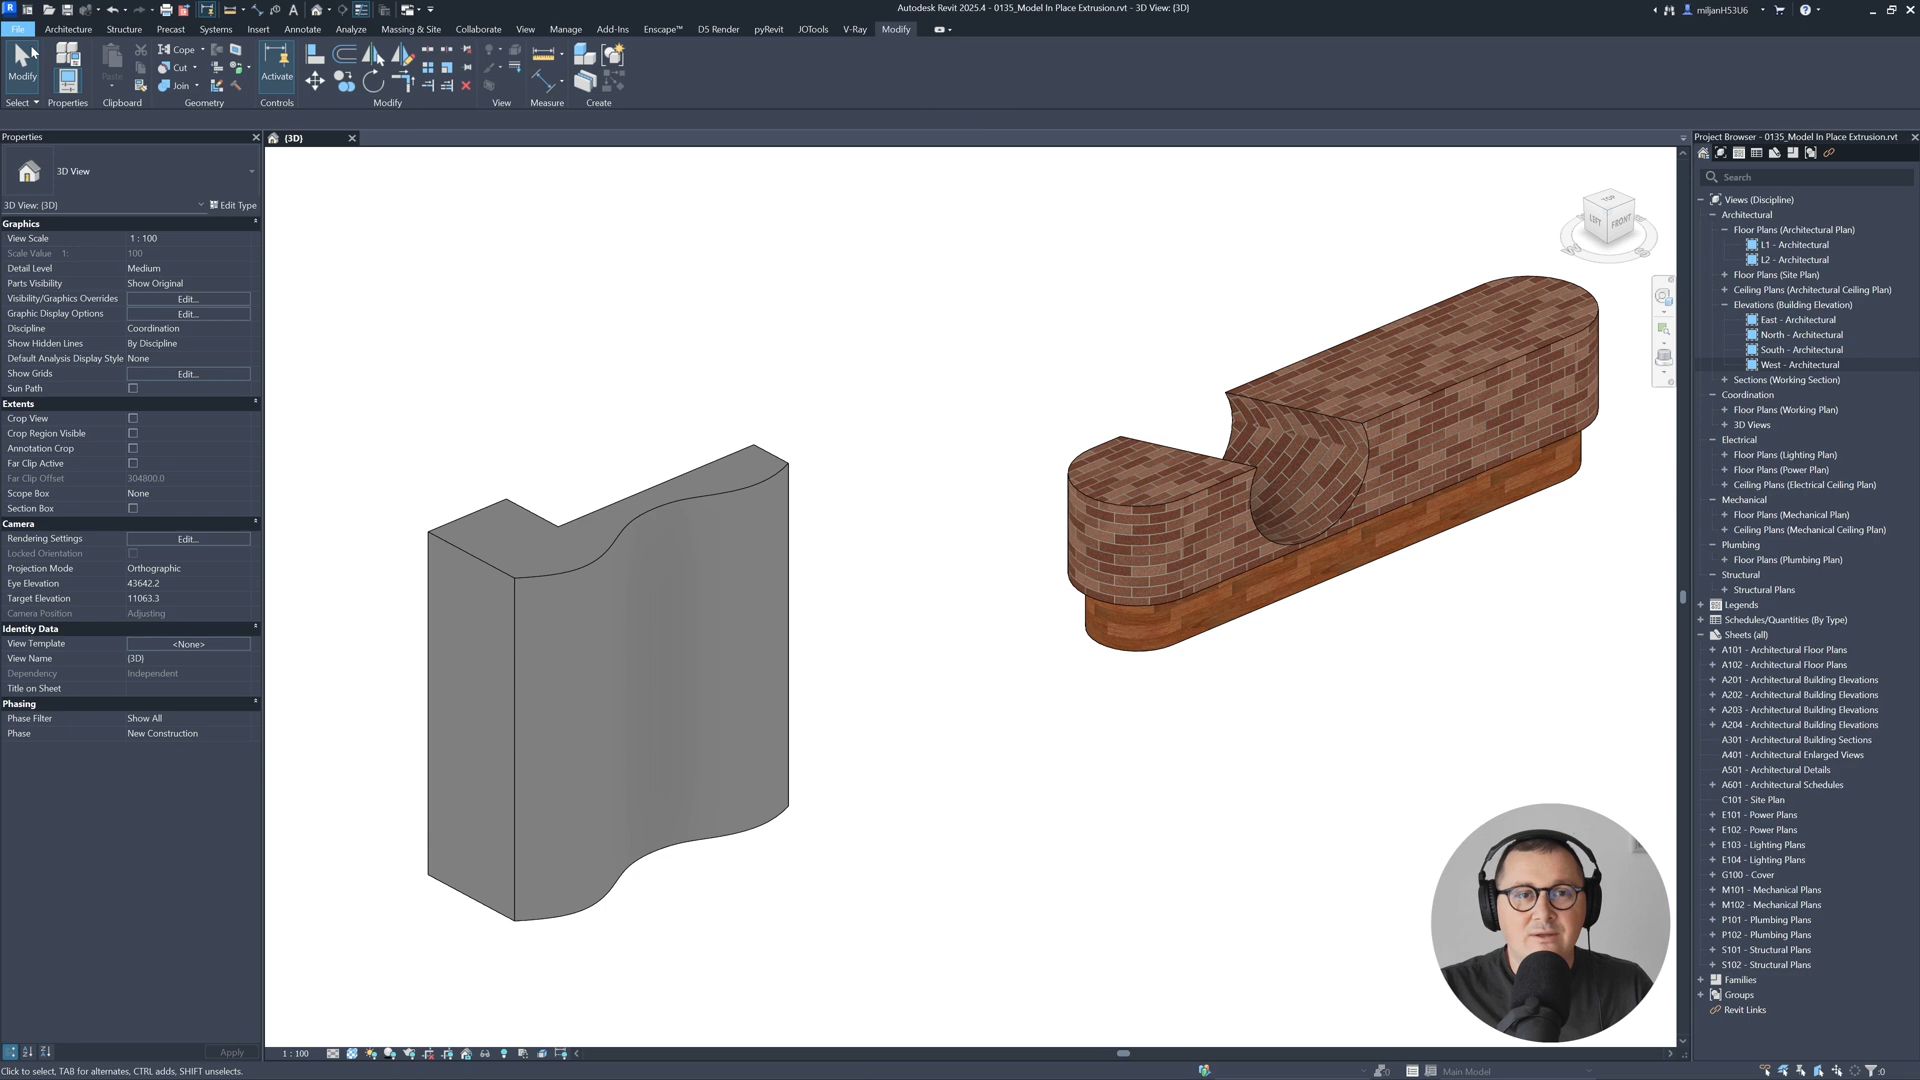 Autodesk Revit 2025.4 - 0135_Model In Place Extrusion.rvt - 3D View: {3D}
miljanH53U6
File Architecture Structure Precast Systems Insert Annotate Analyze Massing & Site Collaborate View Manage Add-Ins Enscape™ D5 Render pyRevit JOTools V-Ray Modify
Modify
Paste
Cope
Cut
Join
Activate
Select Properties Clipboard Geometry Controls Modify View Measure Create
Properties
3D View
3D View: {3D} Edit Type
Graphics
View Scale 1 : 100
Scale Value 1: 100
Detail Level Medium
Parts Visibility Show Original
Visibility/Graphics Overrides Edit...
Graphic Display Options Edit...
Discipline Coordination
Show Hidden Lines By Discipline
Default Analysis Display Style None
Show Grids Edit...
Sun Path
Extents
Crop View
Crop Region Visible
Annotation Crop
Far Clip Active
Far Clip Offset 304800.0
Scope Box None
Section Box
Camera
Rendering Settings Edit...
Locked Orientation
Projection Mode Orthographic
Eye Elevation 43642.2
Target Elevation 11063.3
Camera Position Adjusting
Identity Data
View Template <None>
View Name {3D}
Dependency Independent
Title on Sheet
Phasing
Phase Filter Show All
Phase New Construction
Apply
{3D}
TOP
LEFT
FRONT
Project Browser - 0135_Model In Place Extrusion.rvt
Search
Views (Discipline)
Architectural
Floor Plans (Architectural Plan)
L1 - Architectural
L2 - Architectural
Floor Plans (Site Plan)
Ceiling Plans (Architectural Ceiling Plan)
Elevations (Building Elevation)
East - Architectural
North - Architectural
South - Architectural
West - Architectural
Sections (Working Section)
Coordination
Floor Plans (Working Plan)
3D Views
Electrical
Floor Plans (Lighting Plan)
Floor Plans (Power Plan)
Ceiling Plans (Electrical Ceiling Plan)
Mechanical
Floor Plans (Mechanical Plan)
Ceiling Plans (Mechanical Ceiling Plan)
Plumbing
Floor Plans (Plumbing Plan)
Structural
Structural Plans
Legends
Schedules/Quantities (By Type)
Sheets (all)
A101 - Architectural Floor Plans
A102 - Architectural Floor Plans
A201 - Architectural Building Elevations
A202 - Architectural Building Elevations
A203 - Architectural Building Elevations
A204 - Architectural Building Elevations
A301 - Architectural Building Sections
A401 - Architectural Enlarged Views
A501 - Architectural Details
A601 - Architectural Schedules
C101 - Site Plan
E101 - Power Plans
E102 - Power Plans
E103 - Lighting Plans
E104 - Lighting Plans
G100 - Cover
M101 - Mechanical Plans
M102 - Mechanical Plans
P101 - Plumbing Plans
P102 - Plumbing Plans
S101 - Structural Plans
S102 - Structural Plans
Families
Groups
Revit Links
1 : 100
Click to select, TAB for alternates, CTRL adds, SHIFT unselects.
:0
Main Model
:0